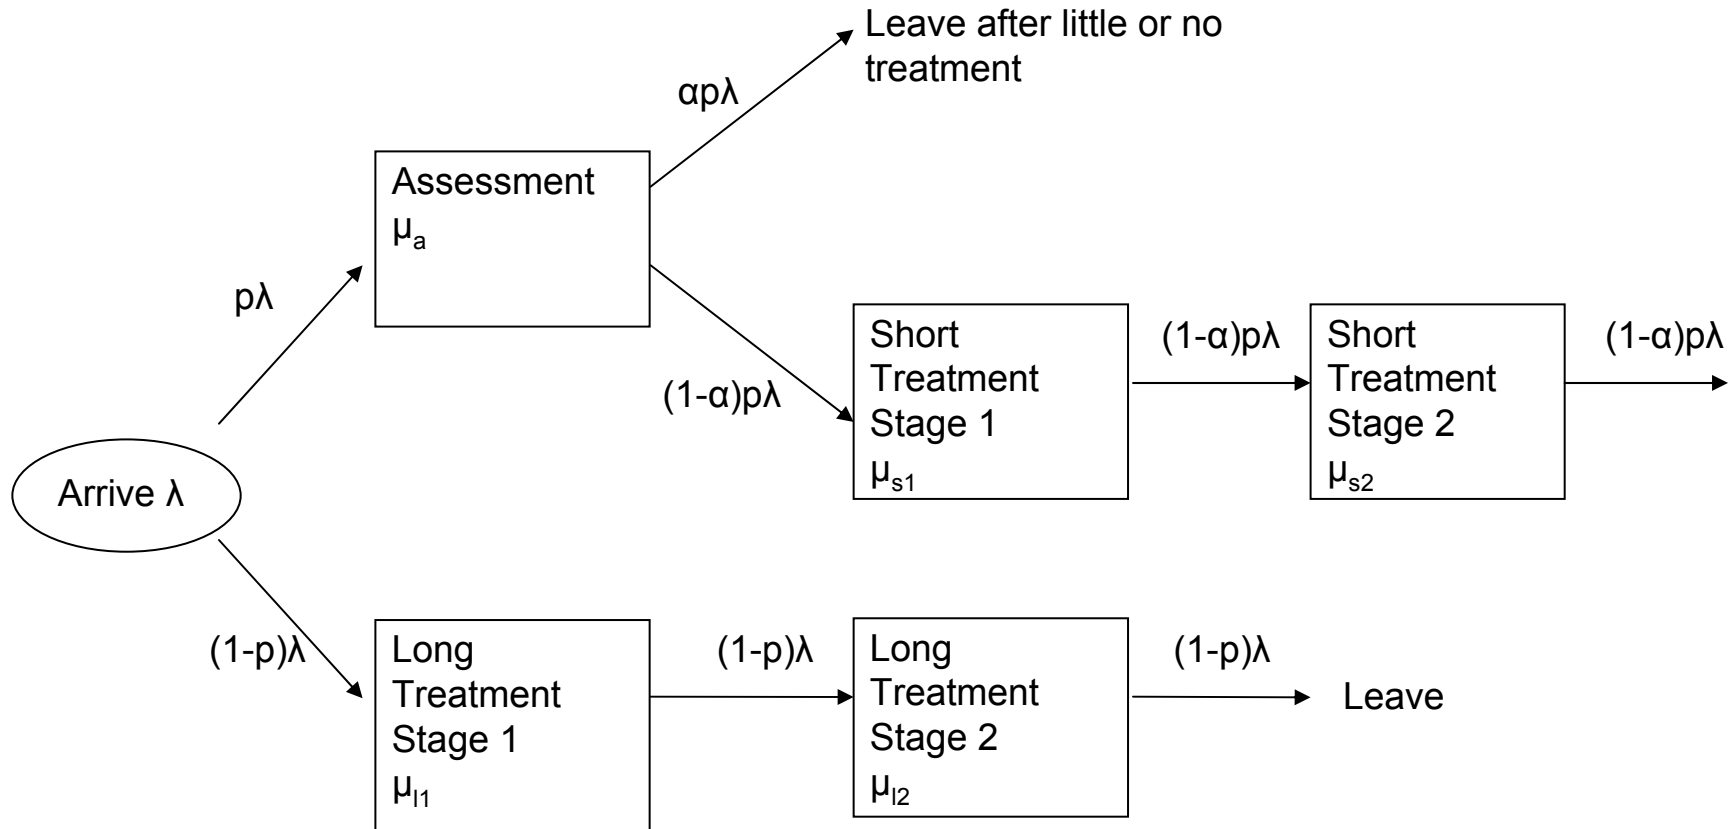 Leave after little or no
treatment
αpλ
Assessment
μₐ
pλ
Short
Treatment
Stage 1
μₛ₁
(1-α)pλ
Short
Treatment
Stage 2
μₛ₂
(1-α)pλ
(1-α)pλ
Arrive λ
(1-p)λ
Long
Treatment
Stage 1
μₗ₁
(1-p)λ
Long
Treatment
Stage 2
μₗ₂
(1-p)λ
Leave